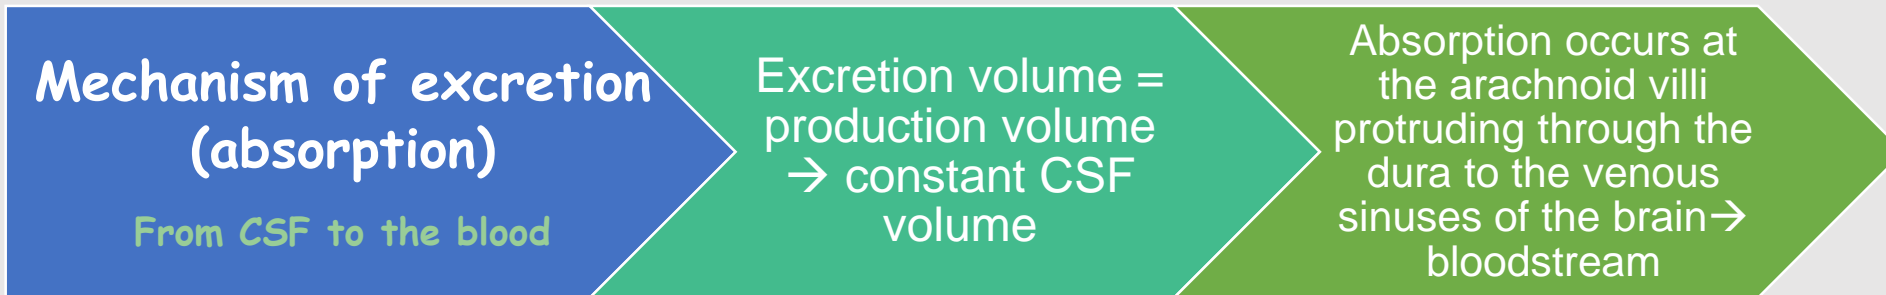 Mechanism of excretion
(absorption)
From CSF to the blood
Excretion volume =
production volume
→ constant CSF
volume
Absorption occurs at
the arachnoid villi
protruding through the
dura to the venous
sinuses of the brain→
bloodstream